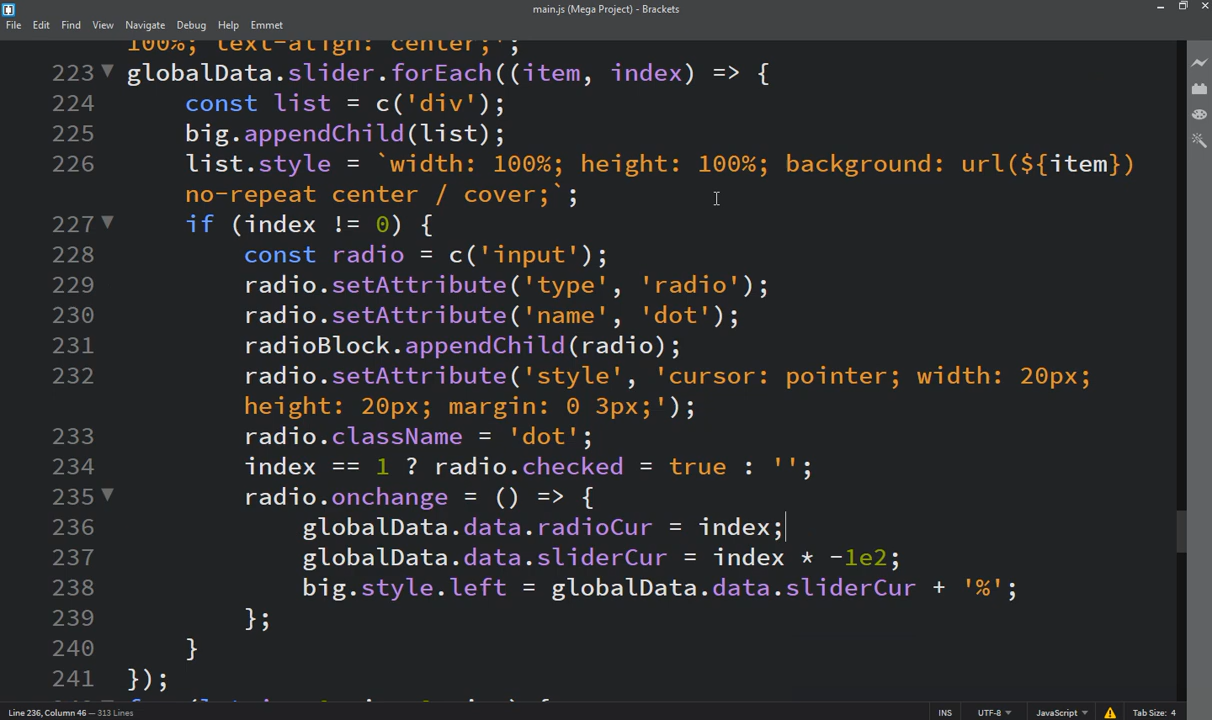 main.js (Mega Project) - Brackets
File Edit Find View Navigate Debug Help Emmet
100%; text-align: center;`;
223 globalData.slider.forEach((item, index) => {
224 const list = c('div');
225 big.appendChild(list);
226 list.style = `width: 100%; height: 100%; background: url(${item})
no-repeat center / cover;`;
227 if (index != 0) {
228 const radio = c('input');
229 radio.setAttribute('type', 'radio');
230 radio.setAttribute('name', 'dot');
231 radioBlock.appendChild(radio);
232 radio.setAttribute('style', 'cursor: pointer; width: 20px;
height: 20px; margin: 0 3px;');
233 radio.className = 'dot';
234 index == 1 ? radio.checked = true : '';
235 radio.onchange = () => {
236 globalData.data.radioCur = index;
237 globalData.data.sliderCur = index * -1e2;
238 big.style.left = globalData.data.sliderCur + '%';
239 };
240 }
241 });
Line 236, Column 46 — 313 Lines INS UTF-8 JavaScript Tab Size: 4